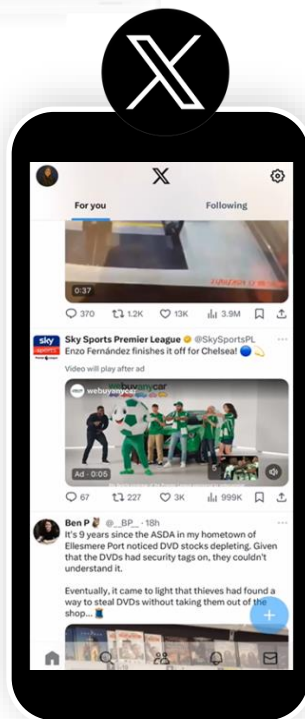 X
X
For you Following
0:37
370 1.2K 13K 3.9M
sky
sports
Sky Sports Premier League @SkySportsPL
Enzo Fernández finishes it off for Chelsea!
Video will play after ad
webuyanycar
webuyanycar
Ad · 0:05
5
67 227 3K 999K
Ben P @_BP_ · 18h
It's 9 years since the ASDA in my hometown of
Ellesmere Port noticed DVD stocks depleting. Given
that the DVDs had security tags on, they couldn't
understand it.
Eventually, it came to light that thieves had found a
way to steal DVDs without taking them out of the
shop...